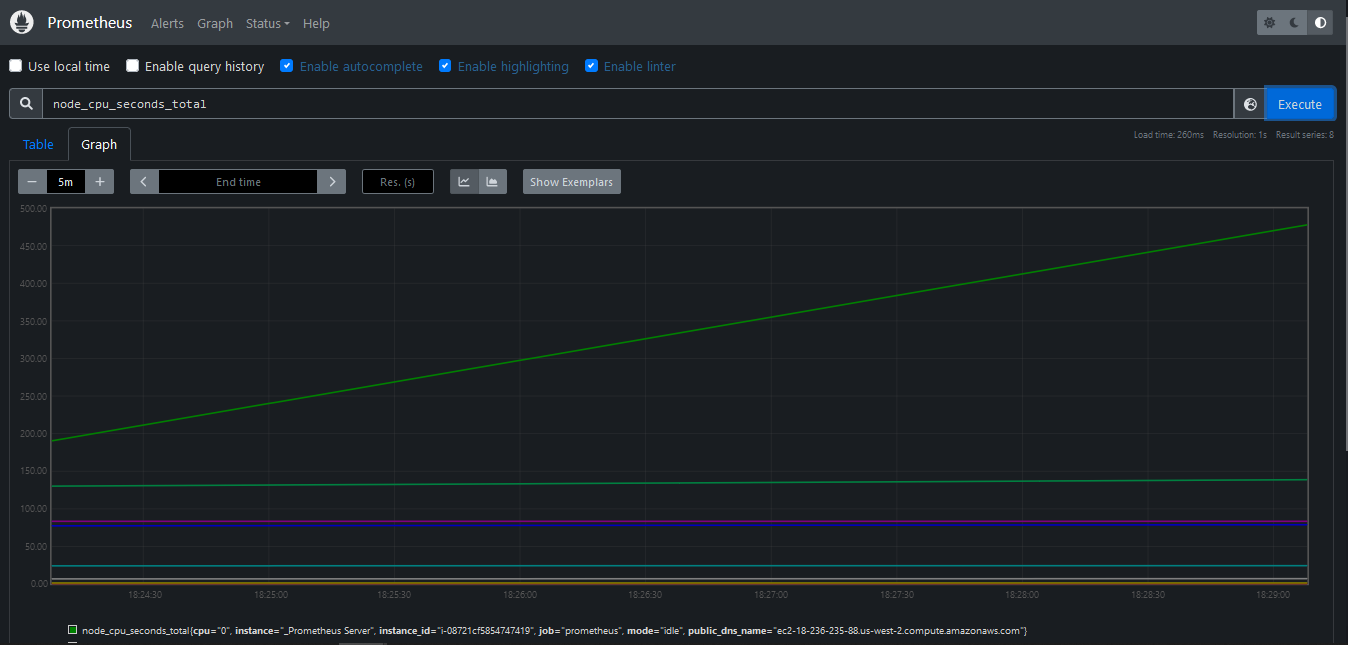 Prometheus Alerts Graph Status Help
Use local time Enable query history Enable autocomplete Enable highlighting Enable linter
node_cpu_seconds_total Execute
Load time: 260ms Resolution: 1s Result series: 8
Table Graph
− 5m + End time Res. (s) Show Exemplars
500.00
450.00
400.00
350.00
300.00
250.00
200.00
150.00
100.00
50.00
0.00
18:24:30 18:25:00 18:25:30 18:26:00 18:26:30 18:27:00 18:27:30 18:28:00 18:28:30 18:29:00
node_cpu_seconds_total{cpu="0", instance="_Prometheus Server", instance_id="i-08721cf5854747419", job="prometheus", mode="idle", public_dns_name="ec2-18-236-235-88.us-west-2.compute.amazonaws.com"}